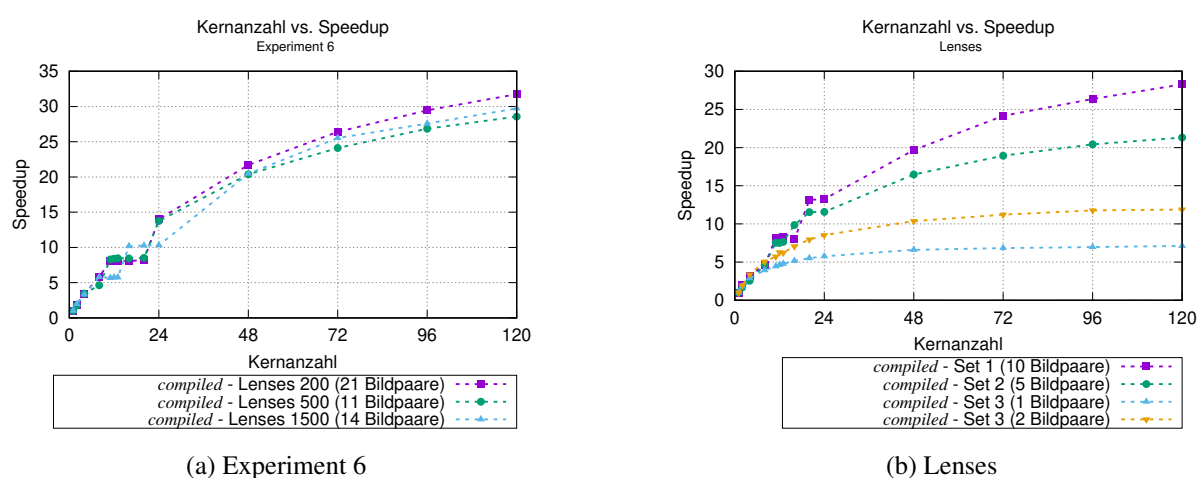 Kernanzahl vs. Speedup
Experiment 6
35
30
25
20
15
10
5
0
Speedup
0 24 48 72 96 120
Kernanzahl
compiled - Lenses 200 (21 Bildpaare)
compiled - Lenses 500 (11 Bildpaare)
compiled - Lenses 1500 (14 Bildpaare)
(a) Experiment 6
Kernanzahl vs. Speedup
Lenses
30
25
20
15
10
5
0
Speedup
0 24 48 72 96 120
Kernanzahl
compiled - Set 1 (10 Bildpaare)
compiled - Set 2 (5 Bildpaare)
compiled - Set 3 (1 Bildpaare)
compiled - Set 3 (2 Bildpaare)
(b) Lenses